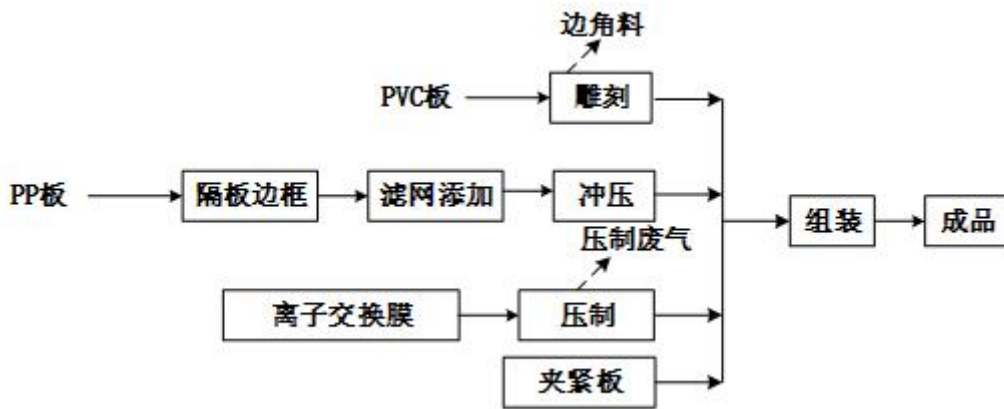 边角料
PVC板
雕刻
PP板
隔板边框
滤网添加
冲压
组装
成品
压制废气
离子交换膜
压制
夹紧板